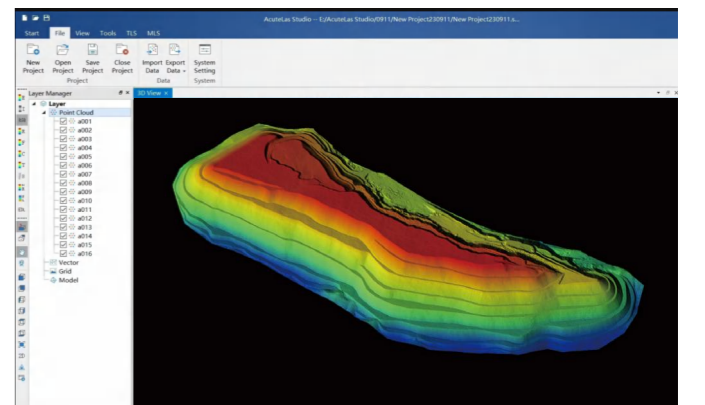 AcuteLas Studio -- E:/AcuteLas Studio/0911/New Project230911/New Project230911.s...
Start File View Tools TLS MLS
New Project
Open Project
Save Project
Close Project
Import Data
Export Data
System Setting
Project Data System
Layer Manager
3D View
Layer
Point Cloud
a001
a002
a003
a004
a005
a006
a007
a008
a009
a010
a011
a012
a013
a014
a015
a016
Vector
Grid
Model
2D